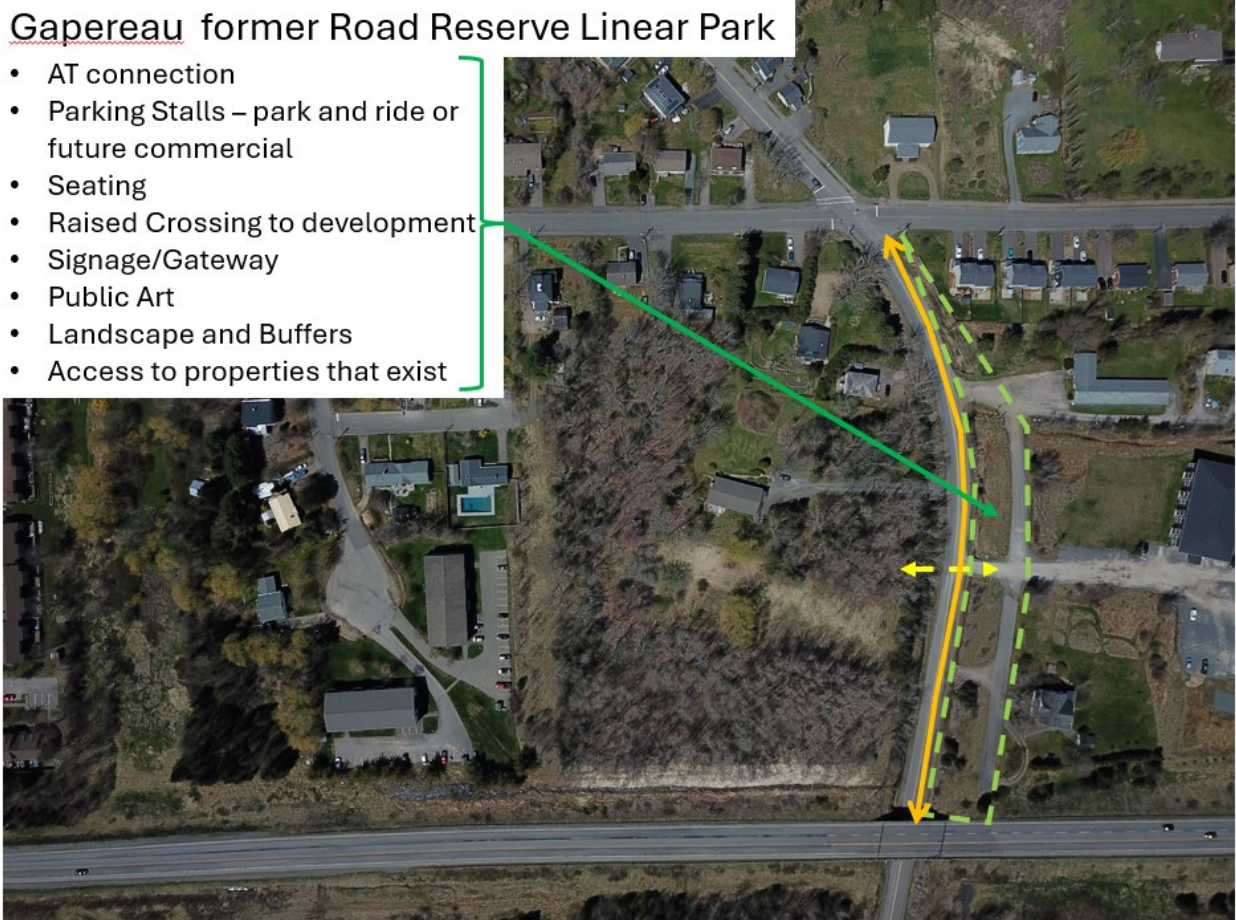 Gapereau former Road Reserve Linear Park
• AT connection
• Parking Stalls – park and ride or
future commercial
• Seating
• Raised Crossing to development
• Signage/Gateway
• Public Art
• Landscape and Buffers
• Access to properties that exist